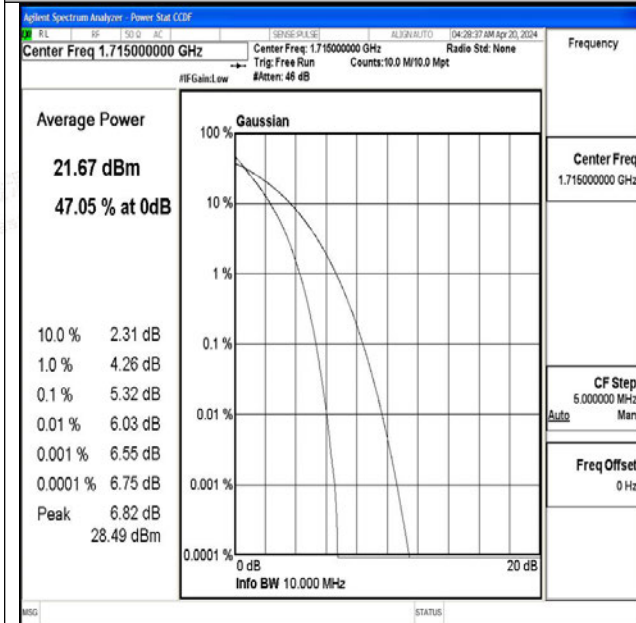 Agilent Spectrum Analyzer - Power Stat CCDF
RL RF 50 Ω AC SENSE:PULSE ALIGN AUTO 04:28:37 AM Apr 20, 2024
Center Freq 1.715000000 GHz
Center Freq: 1.715000000 GHz Radio Std: None
Trig: Free Run Counts:10.0 M/10.0 Mpt
#IFGain:Low #Atten: 46 dB
Average Power
21.67 dBm
47.05 % at 0dB
10.0 % 2.31 dB
1.0 % 4.26 dB
0.1 % 5.32 dB
0.01 % 6.03 dB
0.001 % 6.55 dB
0.0001 % 6.75 dB
Peak 6.82 dB
28.49 dBm
Gaussian
100 %
10 %
1 %
0.1 %
0.01 %
0.001 %
0.0001 %
0 dB 20 dB
Info BW 10.000 MHz
Frequency
Center Freq
1.715000000 GHz
CF Step
5.000000 MHz
Auto Man
Freq Offset
0 Hz
MSG STATUS